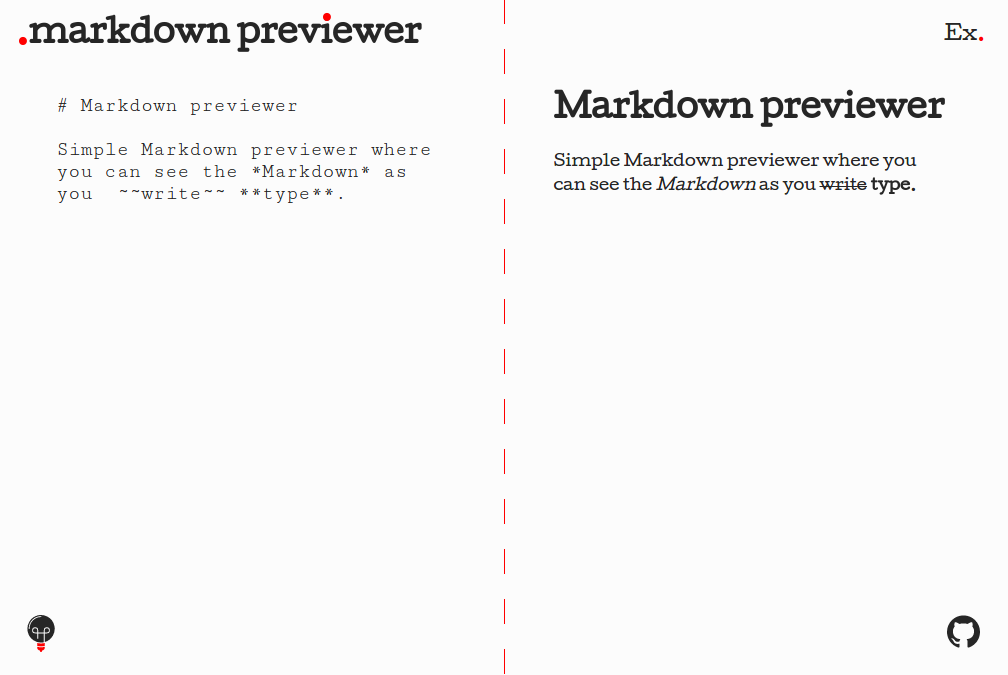 .markdown previewer
Ex.
# Markdown previewer
Simple Markdown previewer where
you can see the *Markdown* as
you  ~~write~~ **type**.
Markdown previewer
Simple Markdown previewer where you
can see the Markdown as you write type.